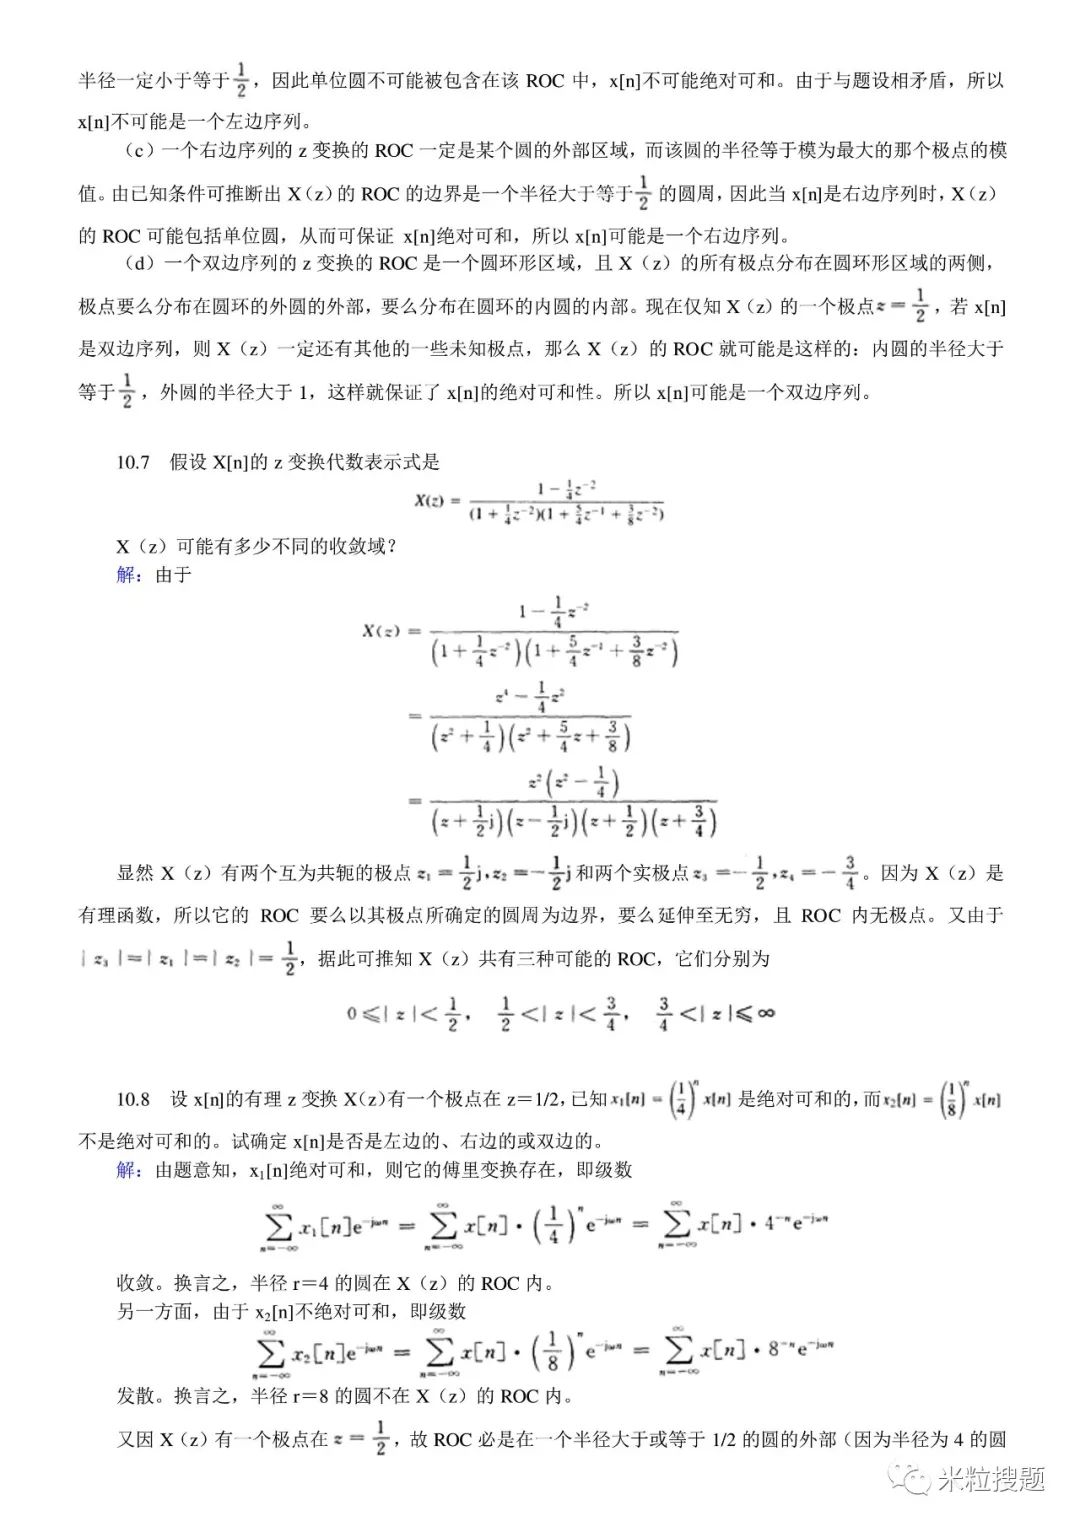 半径一定小于等于1/2，因此单位圆不可能被包含在该 ROC 中，x[n]不可能绝对可和。由于与题设相矛盾，所以
x[n]不可能是一个左边序列。
（c）一个右边序列的 z 变换的 ROC 一定是某个圆的外部区域，而该圆的半径等于模为最大的那个极点的模
值。由已知条件可推断出 X（z）的 ROC 的边界是一个半径大于等于1/2 的圆周，因此当 x[n]是右边序列时，X（z）
的 ROC 可能包括单位圆，从而可保证 x[n]绝对可和，所以 x[n]可能是一个右边序列。
（d）一个双边序列的 z 变换的 ROC 是一个圆环形区域，且 X（z）的所有极点分布在圆环形区域的两侧，
极点要么分布在圆环的外圆的外部，要么分布在圆环的内圆的内部。现在仅知 X（z）的一个极点z = 1/2，若 x[n]
是双边序列，则 X（z）一定还有其他的一些未知极点，那么 X（z）的 ROC 就可能是这样的：内圆的半径大于
等于1/2，外圆的半径大于 1，这样就保证了 x[n]的绝对可和性。所以 x[n]可能是一个双边序列。
10.7 假设 X[n]的 z 变换代数表示式是
X(z) = (1 − 1/4 z⁻²) / ((1 + 1/4 z⁻²)(1 + 5/4 z⁻¹ + 3/8 z⁻²))
X（z）可能有多少不同的收敛域？
解：由于
X(z) = (1 − 1/4 z⁻²) / ((1 + 1/4 z⁻²)(1 + 5/4 z⁻¹ + 3/8 z⁻²))
= (z⁴ − 1/4 z²) / ((z² + 1/4)(z² + 5/4 z + 3/8))
= z²(z² − 1/4) / ((z + 1/2 j)(z − 1/2 j)(z + 1/2)(z + 3/4))
显然 X（z）有两个互为共轭的极点 z₁ = 1/2 j, z₂ = −1/2 j 和两个实极点 z₃ = −1/2, z₄ = −3/4。因为 X（z）是
有理函数，所以它的 ROC 要么以其极点所确定的圆周为边界，要么延伸至无穷，且 ROC 内无极点。又由于
|z₃|=|z₁|=|z₂|= 1/2，据此可推知 X（z）共有三种可能的 ROC，它们分别为
0≤|z|<1/2， 1/2<|z|<3/4， 3/4<|z|≤∞
10.8 设 x[n]的有理 z 变换 X（z）有一个极点在 z＝1/2，已知x₁[n] = (1/4)ⁿ x[n] 是绝对可和的，而x₂[n] = (1/8)ⁿ x[n]
不是绝对可和的。试确定 x[n]是否是左边的、右边的或双边的。
解：由题意知，x₁[n]绝对可和，则它的傅里变换存在，即级数
∑_{n=−∞}^{∞} x₁[n]e^{−jωn} = ∑_{n=−∞}^{∞} x[n]·(1/4)ⁿ e^{−jωn} = ∑_{n=−∞}^{∞} x[n]·4⁻ⁿe^{−jωn}
收敛。换言之，半径 r＝4 的圆在 X（z）的 ROC 内。
另一方面，由于 x₂[n]不绝对可和，即级数
∑_{n=−∞}^{∞} x₂[n]e^{−jωn} = ∑_{n=−∞}^{∞} x[n]·(1/8)ⁿ e^{−jωn} = ∑_{n=−∞}^{∞} x[n]·8⁻ⁿe^{−jωn}
发散。换言之，半径 r＝8 的圆不在 X（z）的 ROC 内。
又因 X（z）有一个极点在 z = 1/2，故 ROC 必是在一个半径大于或等于 1/2 的圆的外部（因为半径为 4 的圆
米粒搜题